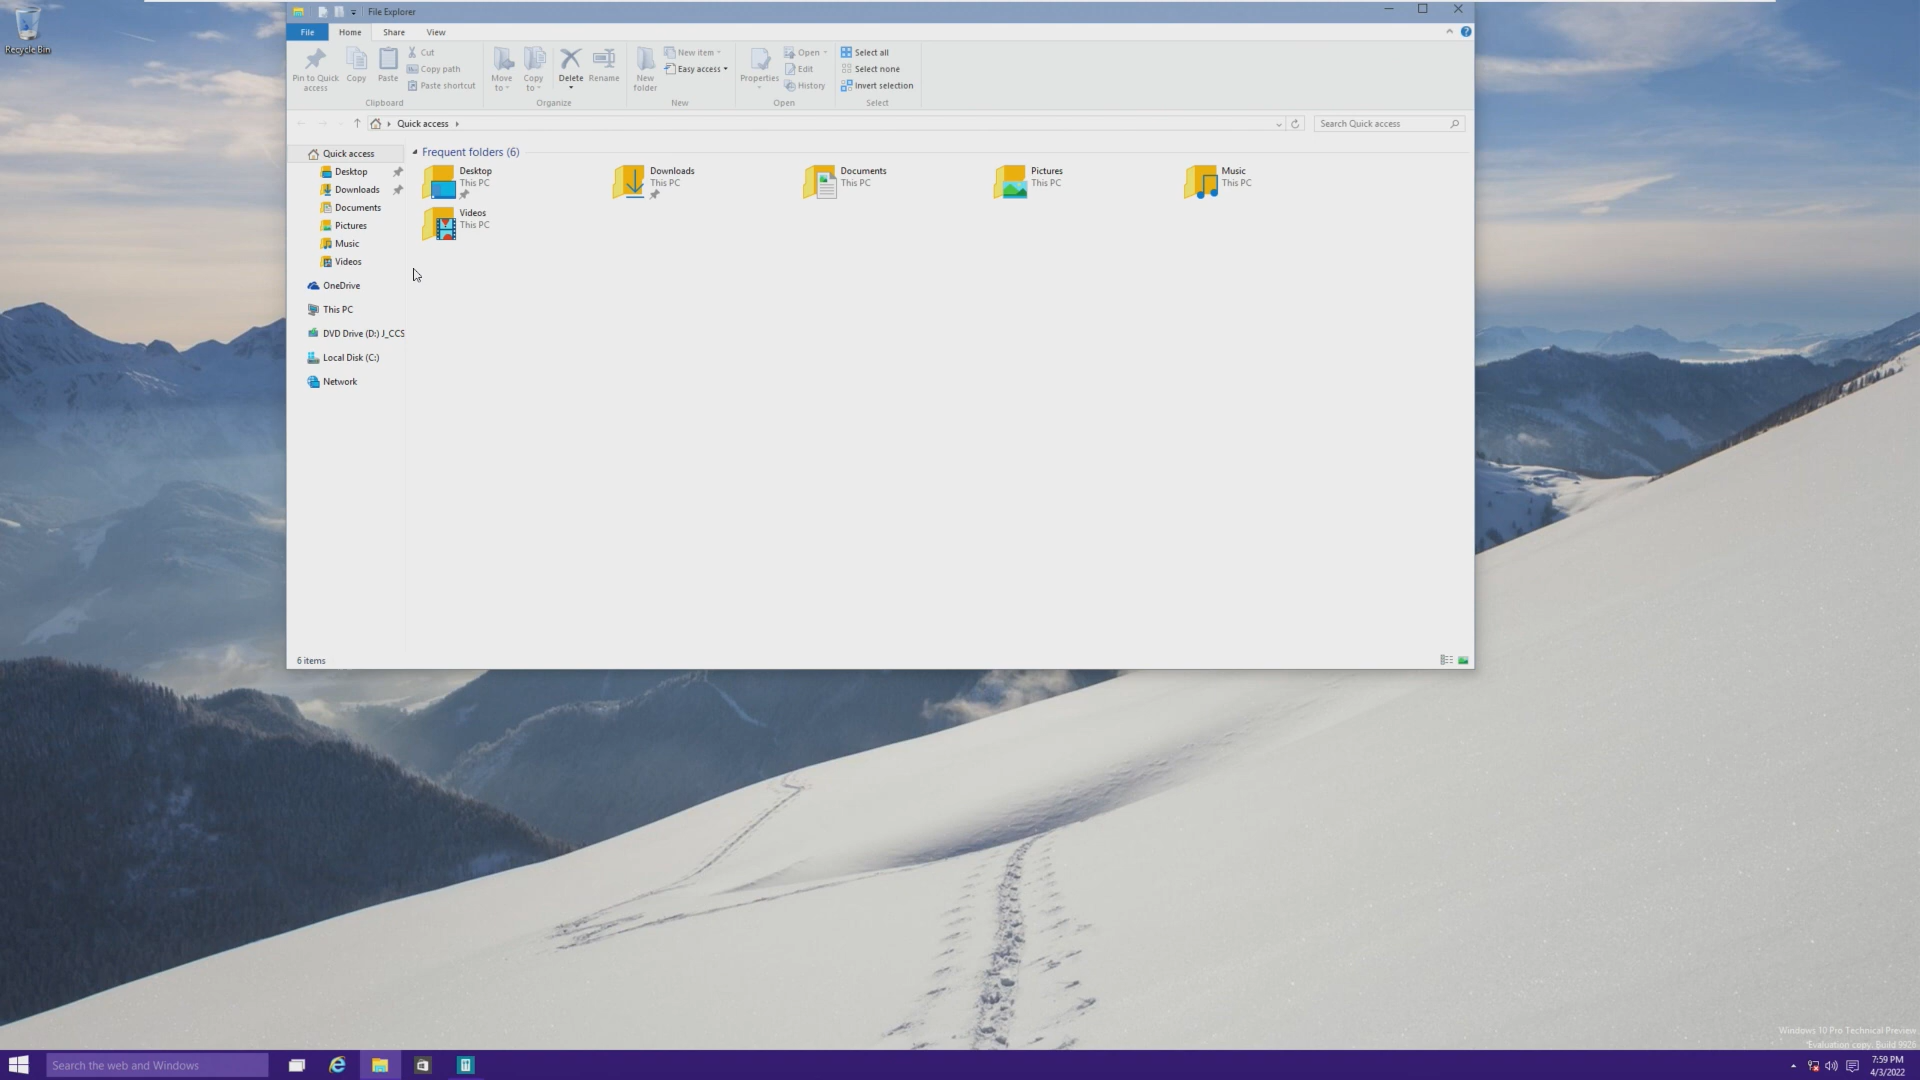 Recycle Bin
File Explorer
File Home Share View
Pin to Quick access
Copy
Paste
Cut
Copy path
Paste shortcut
Clipboard
Move to
Copy to
Delete
Rename
Organize
New folder
New item
Easy access
New
Properties
Open
Edit
History
Open
Select all
Select none
Invert selection
Select
Quick access
Search Quick access
Quick access
Desktop
Downloads
Documents
Pictures
Music
Videos
OneDrive
This PC
DVD Drive (D:) J_CCS
Local Disk (C:)
Network
Frequent folders (6)
Desktop
This PC
Downloads
This PC
Documents
This PC
Pictures
This PC
Music
This PC
Videos
This PC
6 items
Windows 10 Pro Technical Preview
Evaluation copy. Build 9926
Search the web and Windows
7:59 PM
4/3/2022